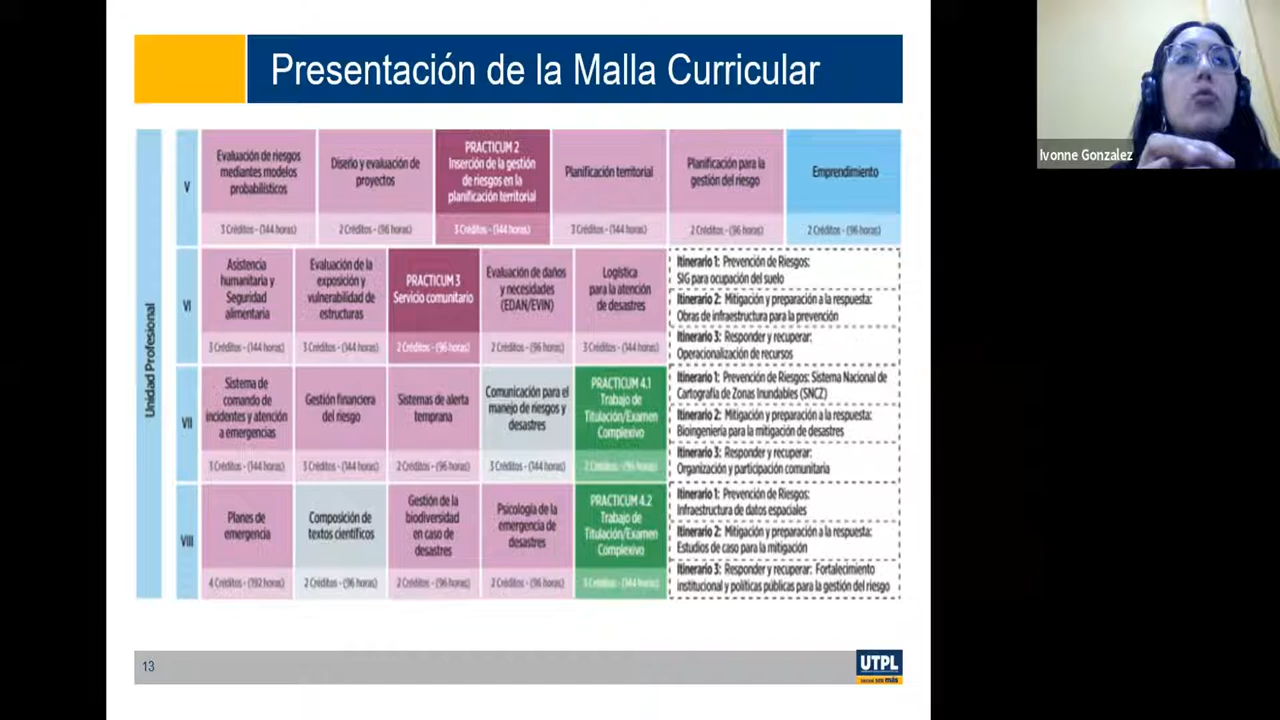 Presentación de la Malla Curricular
Ivonne Gonzalez
Unidad Profesional
V
Evaluación de riesgos
mediantes modelos
probabilísticos
3 Créditos - (144 horas)
Diseño y evaluación de
proyectos
2 Créditos - (96 horas)
PRACTICUM 2
Inserción de la gestión
de riesgos en la
planificación territorial
3 Créditos - (144 horas)
Planificación territorial
3 Créditos - (144 horas)
Planificación para la
gestión del riesgo
2 Créditos - (96 horas)
Emprendimiento
2 Créditos - (96 horas)
VI
Asistencia
humanitaria y
Seguridad
alimentaria
3 Créditos - (144 horas)
Evaluación de la
exposición y
vulnerabilidad de
estructuras
3 Créditos - (144 horas)
PRACTICUM 3
Servicio comunitario
2 Créditos - (96 horas)
Evaluación de daños
y necesidades
(EDAN/EVIN)
2 Créditos - (96 horas)
Logística
para la atención
de desastres
3 Créditos - (144 horas)
Itinerario 1: Prevención de Riesgos:
SIG para ocupación del suelo
Itinerario 2: Mitigación y preparación a la respuesta:
Obras de infraestructura para la prevención
Itinerario 3: Responder y recuperar:
Operacionalización de recursos
VII
Sistema de
comando de
incidentes y atención
a emergencias
3 Créditos - (144 horas)
Gestión financiera
del riesgo
3 Créditos - (144 horas)
Sistemas de alerta
temprana
2 Créditos - (96 horas)
Comunicación para el
manejo de riesgos y
desastres
3 Créditos - (144 horas)
PRACTICUM 4.1
Trabajo de
Titulación/Examen
Complexivo
2 Créditos - (96 horas)
Itinerario 1: Prevención de Riesgos: Sistema Nacional de
Cartografía de Zonas Inundables (SNCZ)
Itinerario 2: Mitigación y preparación a la respuesta:
Bioingeniería para la mitigación de desastres
Itinerario 3: Responder y recuperar:
Organización y participación comunitaria
VIII
Planes de
emergencia
4 Créditos - (192 horas)
Composición de
textos científicos
2 Créditos - (96 horas)
Gestión de la
biodiversidad
en caso de
desastres
2 Créditos - (96 horas)
Psicología de la
emergencia de
desastres
2 Créditos - (96 horas)
PRACTICUM 4.2
Trabajo de
Titulación/Examen
Complexivo
3 Créditos - (144 horas)
Itinerario 1: Prevención de Riesgos:
Infraestructura de datos espaciales
Itinerario 2: Mitigación y preparación a la respuesta:
Estudios de caso para la mitigación
Itinerario 3: Responder y recuperar: Fortalecimiento
institucional y políticas públicas para la gestión del riesgo
13
UTPL